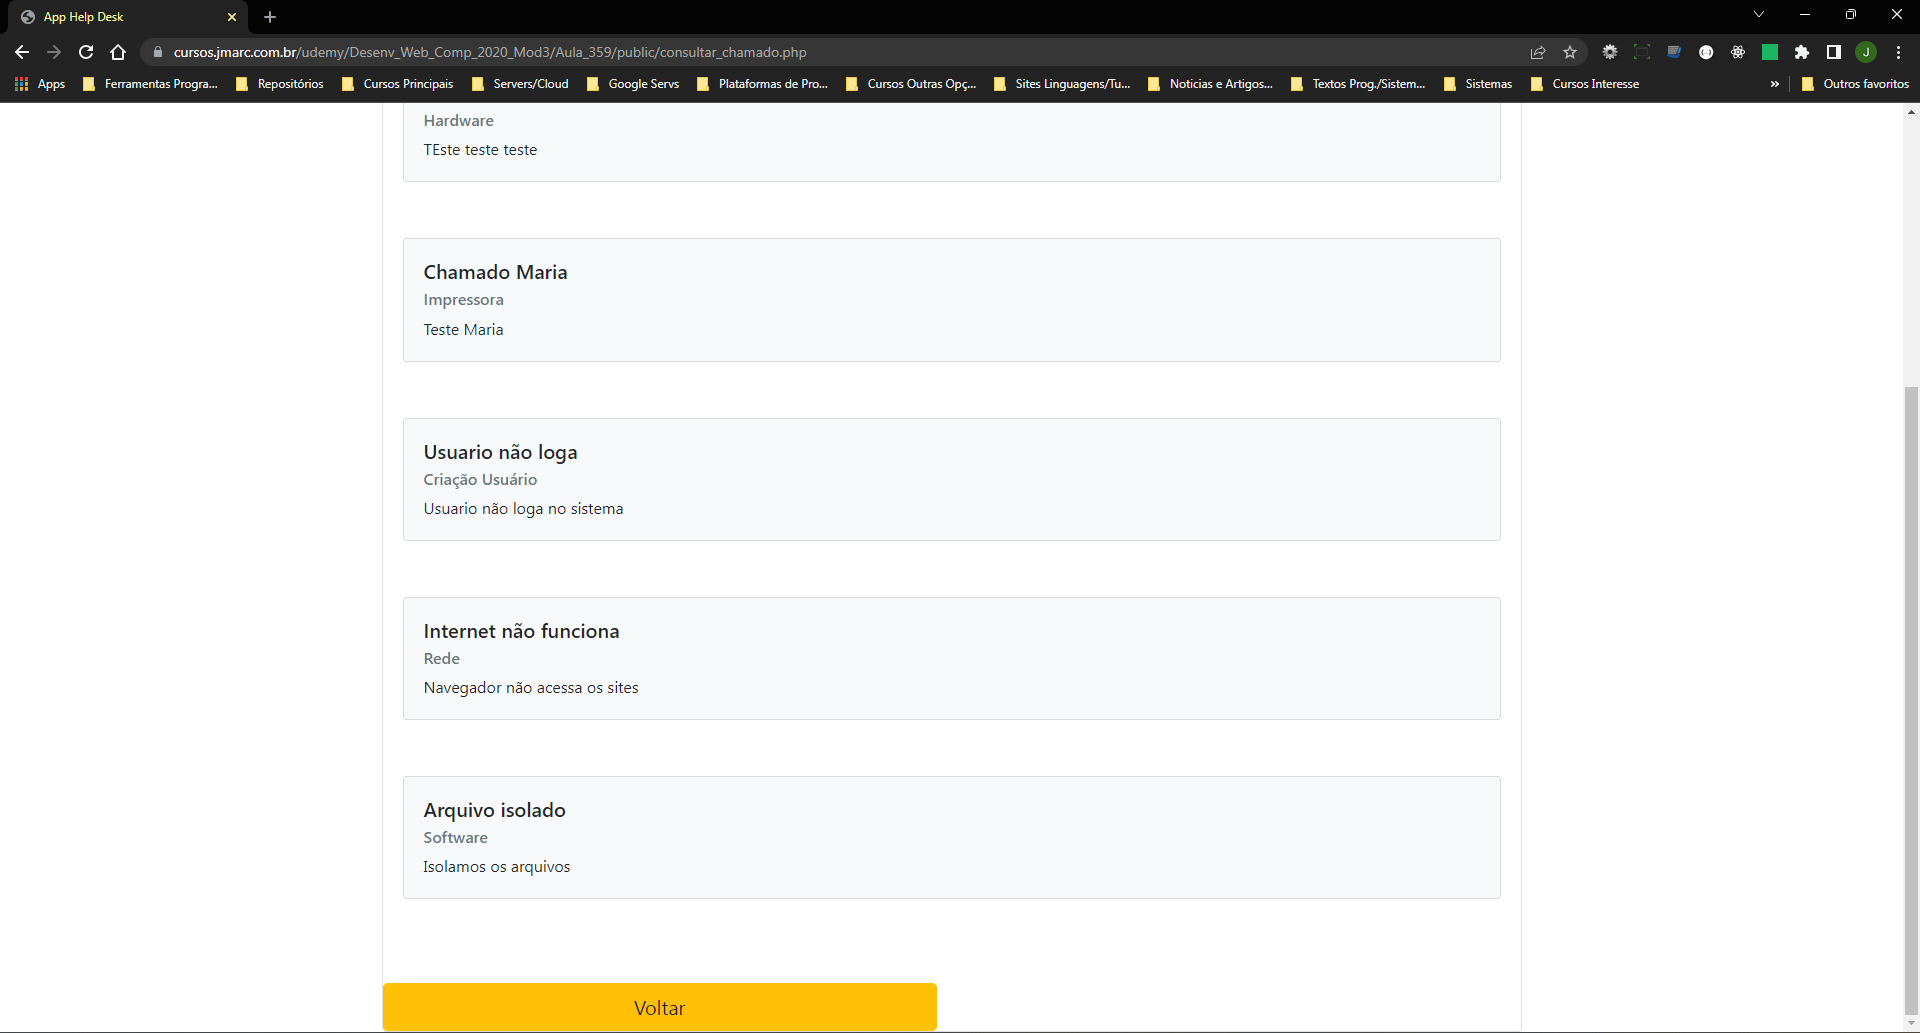 App Help Desk
cursos.jmarc.com.br/udemy/Desenv_Web_Comp_2020_Mod3/Aula_359/public/consultar_chamado.php
J
Apps Ferramentas Progra... Repositórios Cursos Principais Servers/Cloud Google Servs Plataformas de Pro... Cursos Outras Opç... Sites Linguagens/Tu... Noticias e Artigos... Textos Prog./Sistem... Sistemas Cursos Interesse » Outros favoritos
Hardware
TEste teste teste
Chamado Maria
Impressora
Teste Maria
Usuario não loga
Criação Usuário
Usuario não loga no sistema
Internet não funciona
Rede
Navegador não acessa os sites
Arquivo isolado
Software
Isolamos os arquivos
Voltar